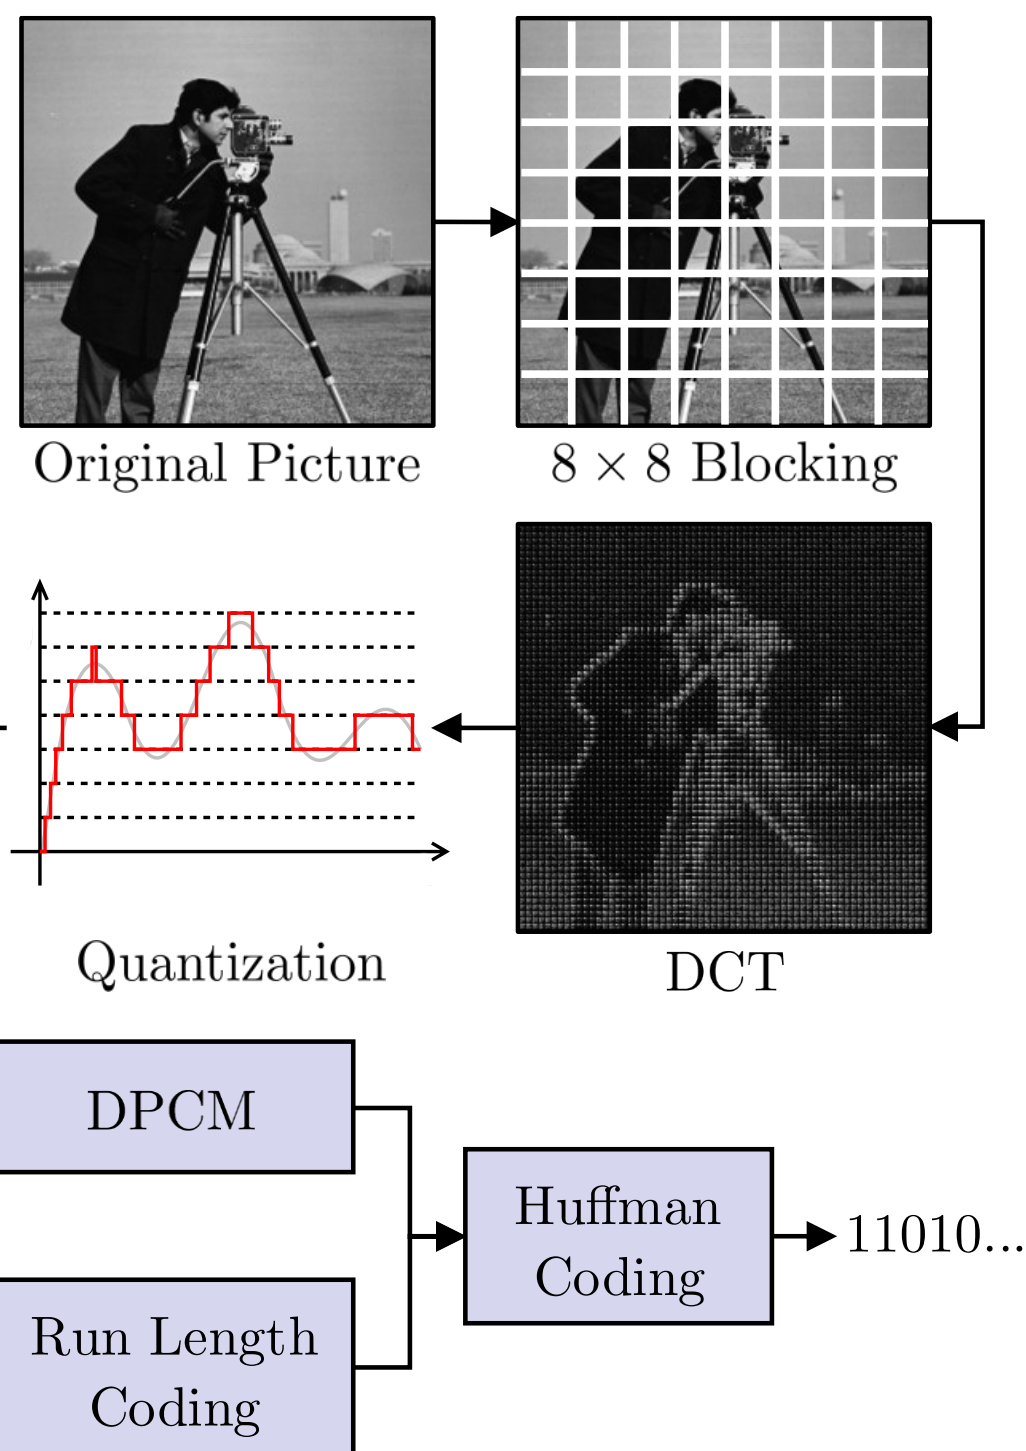 Original Picture
8 × 8 Blocking
Quantization
DCT
DPCM
Huffman
Coding
11010...
Run Length
Coding